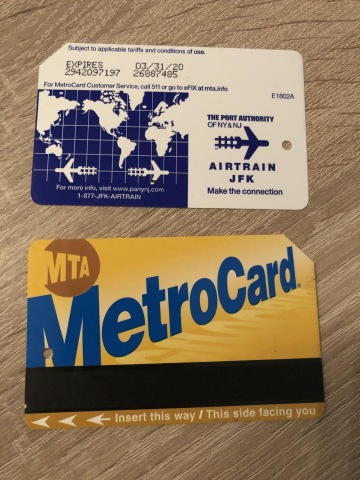 Subject to applicable tariffs and conditions of use.
EXPIRES 03/31/20
2942097197 26887485
For MetroCard Customer Service, call 511 or go to eFIX at mta.info
E1802A
THE PORT AUTHORITY
OF NY & NJ
AIRTRAIN
JFK
Make the connection
For more info, visit www.panynj.com
1-877-JFK-AIRTRAIN
MTA
MetroCard
Insert this way / This side facing you